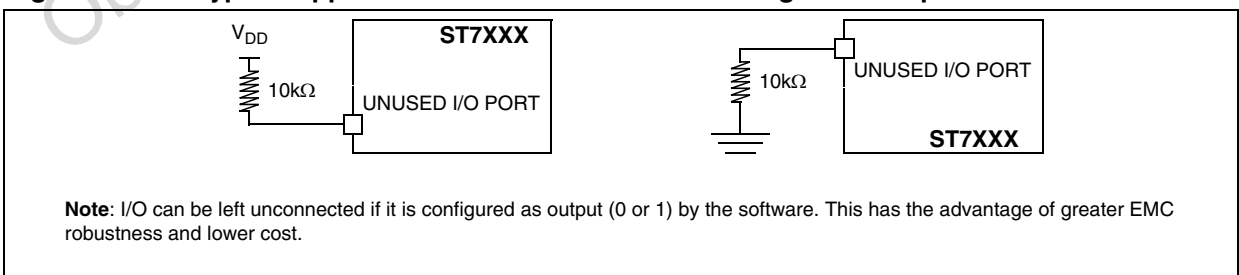 V_DD
ST7XXX
10kΩ
UNUSED I/O PORT
10kΩ
UNUSED I/O PORT
ST7XXX
Note: I/O can be left unconnected if it is configured as output (0 or 1) by the software. This has the advantage of greater EMC
robustness and lower cost.